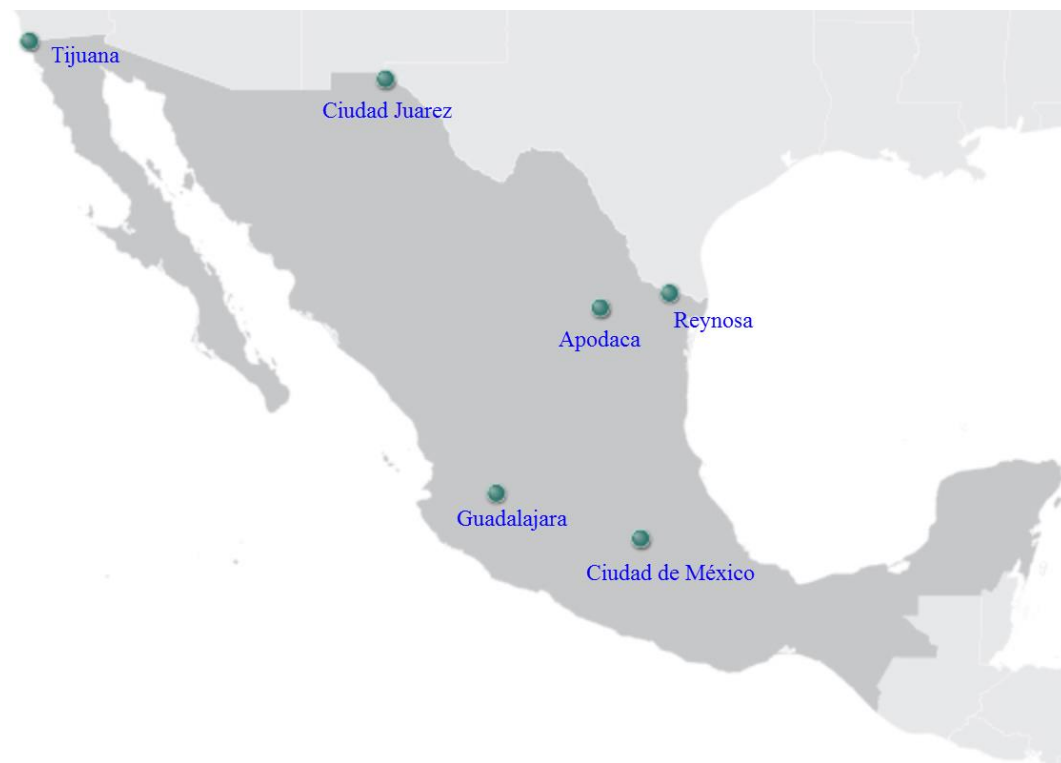 Tijuana
Ciudad Juarez
Reynosa
Apodaca
Guadalajara
Ciudad de México